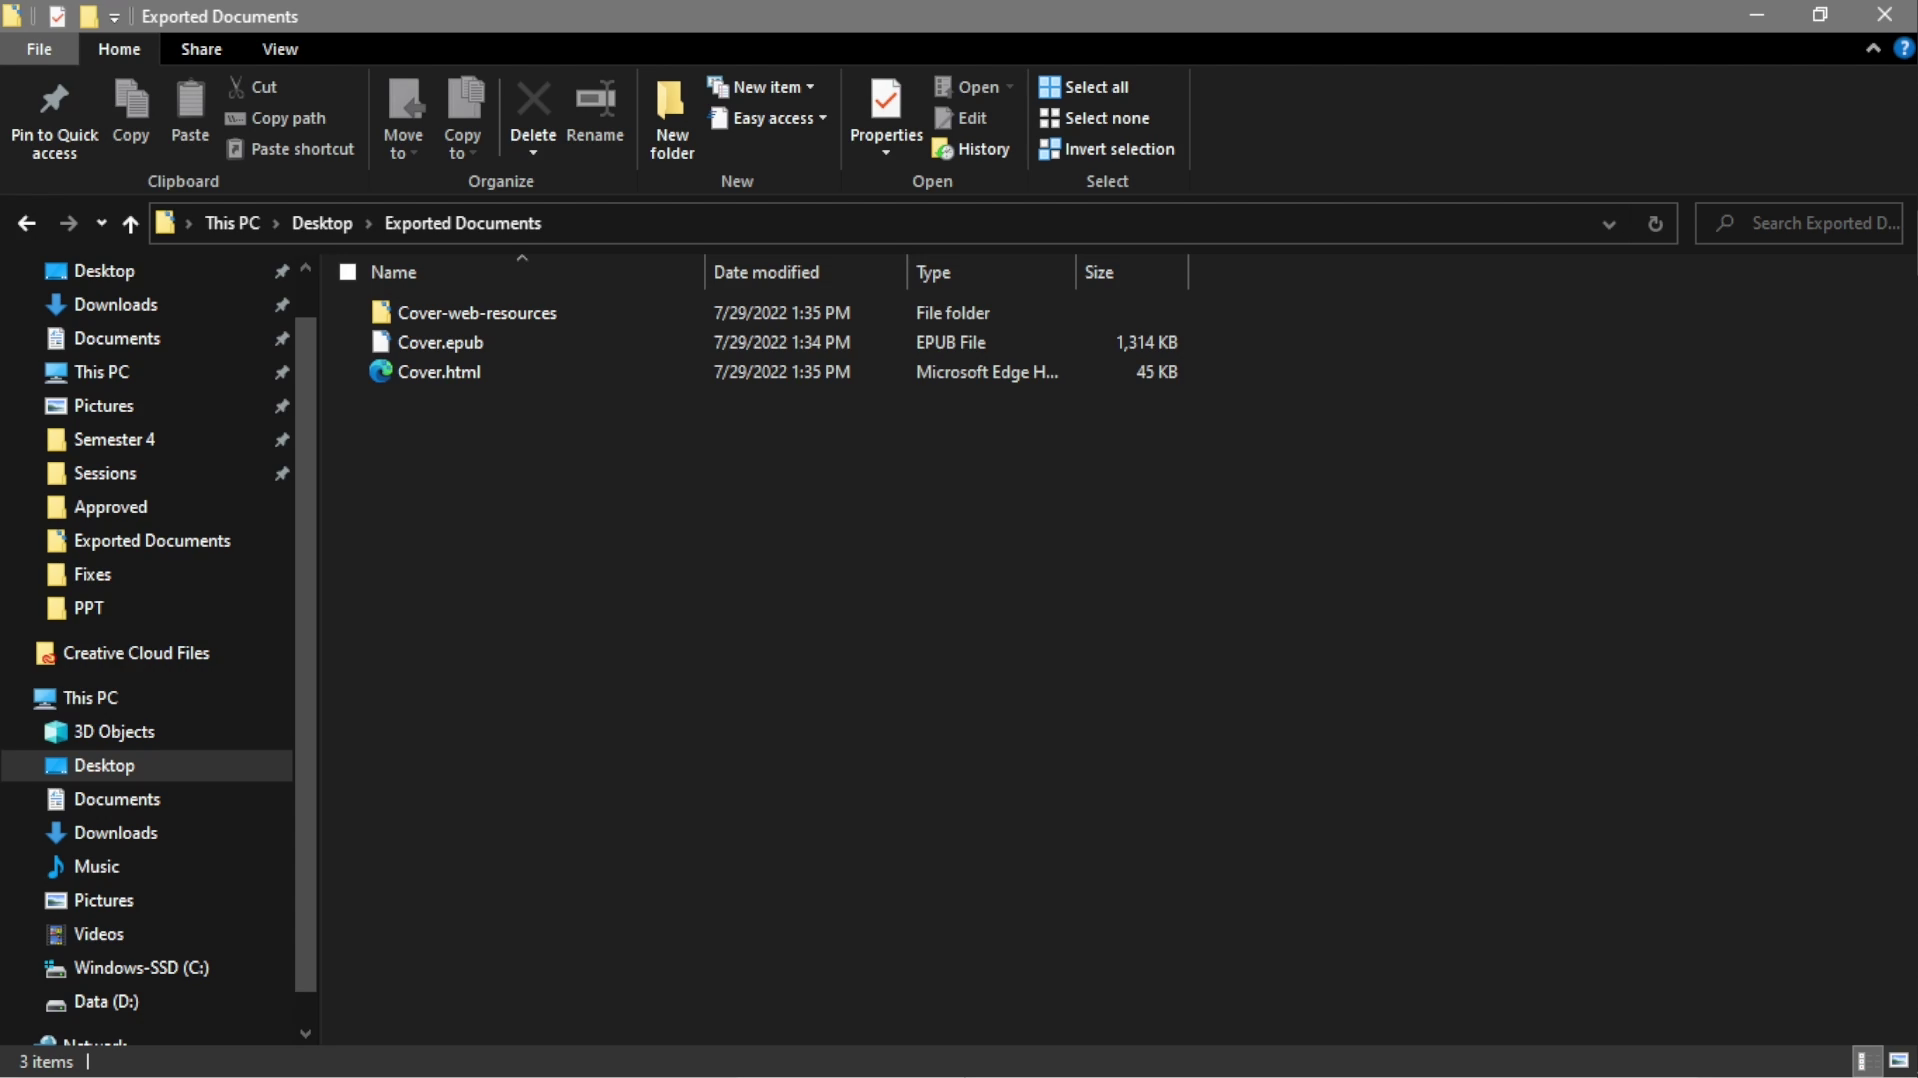 Exported Documents
File Home Share View
Pin to Quick access
Copy
Paste
Cut
Copy path
Paste shortcut
Clipboard
Move to
Copy to
Delete
Rename
Organize
New folder
New item
Easy access
New
Properties
Open
Edit
History
Open
Select all
Select none
Invert selection
Select
This PC > Desktop > Exported Documents
Search Exported D...
Desktop
Downloads
Documents
This PC
Pictures
Semester 4
Sessions
Approved
Exported Documents
Fixes
PPT
Creative Cloud Files
This PC
3D Objects
Desktop
Documents
Downloads
Music
Pictures
Videos
Windows-SSD (C:)
Data (D:)
Network
Name Date modified Type Size
Cover-web-resources 7/29/2022 1:35 PM File folder
Cover.epub 7/29/2022 1:34 PM EPUB File 1,314 KB
Cover.html 7/29/2022 1:35 PM Microsoft Edge H... 45 KB
3 items